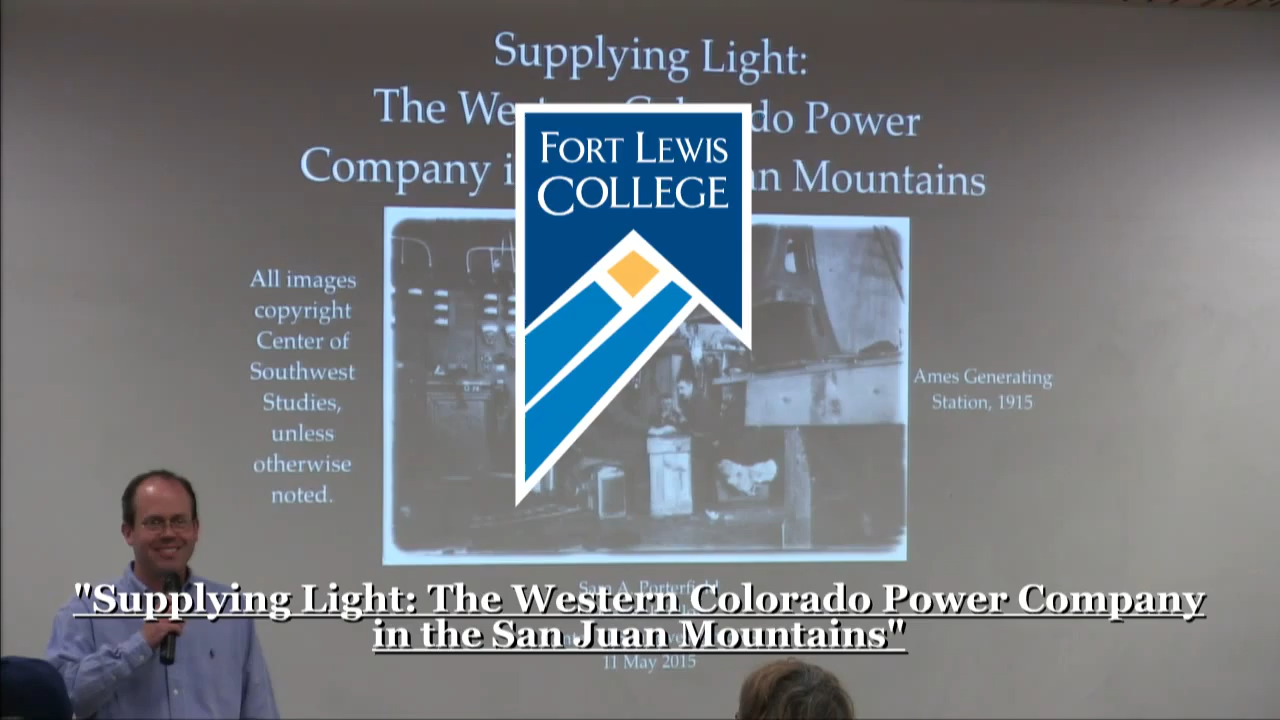 Supplying Light:
The We do Power
Company i n Mountains
FORT LEWIS
COLLEGE
All images
copyright
Center of
Southwest
Studies,
unless
otherwise
noted.
Ames Generating
Station, 1915
Sara A. Porterfield
"Supplying Light: The Western Colorado Power Company
in the San Juan Mountains"
11 May 2015